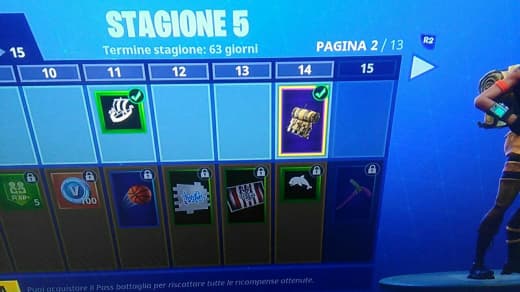 STAGIONE 5
Termine stagione: 63 giorni
PAGINA 2 / 13
R2
15
10 11 12 13 14 15
5
100
Puoi acquistare il Pass battaglia per riscattare tutte le ricompense ottenute.